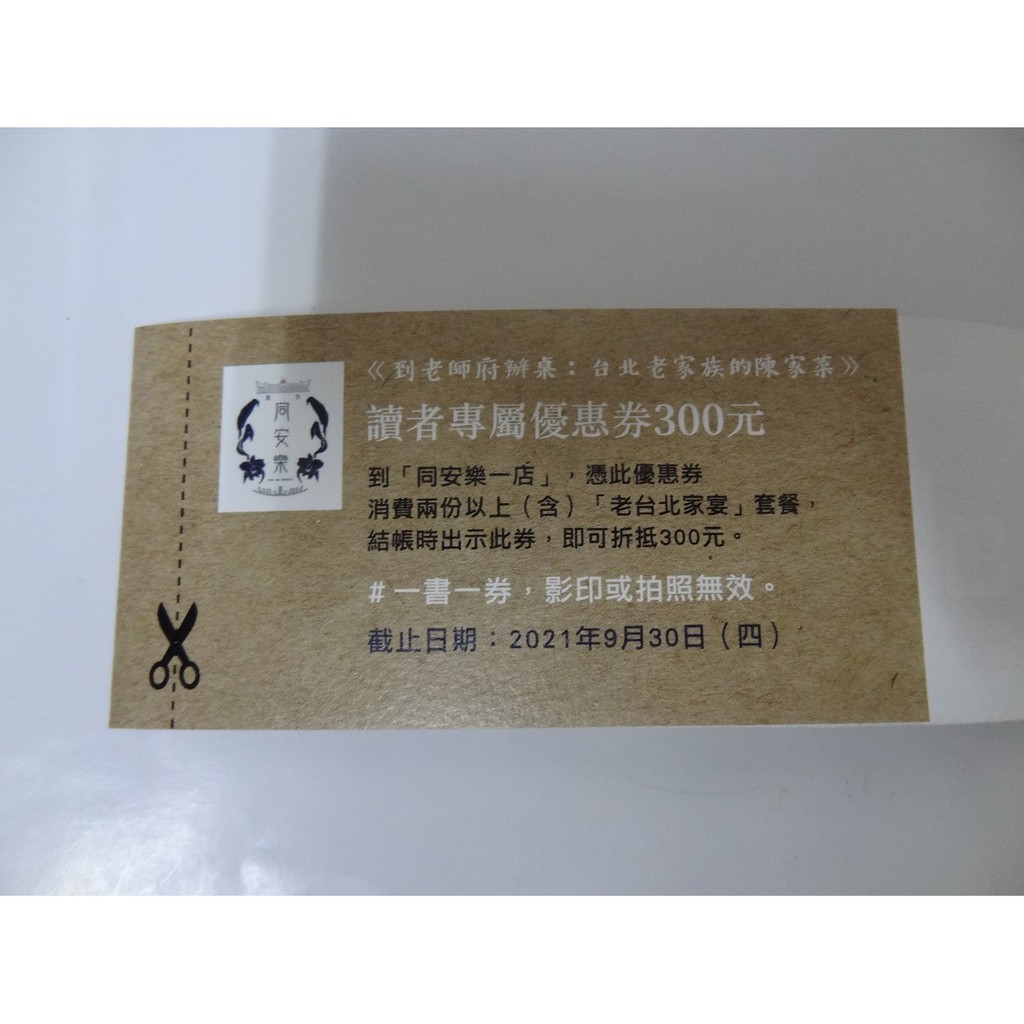 同
安
樂
《到老師府辦桌：台北老家族的陳家菜》
讀者專屬優惠券300元
到「同安樂一店」，憑此優惠券
消費兩份以上（含）「老台北家宴」套餐，
結帳時出示此券，即可折抵300元。
#一書一券，影印或拍照無效。
截止日期：2021年9月30日（四）